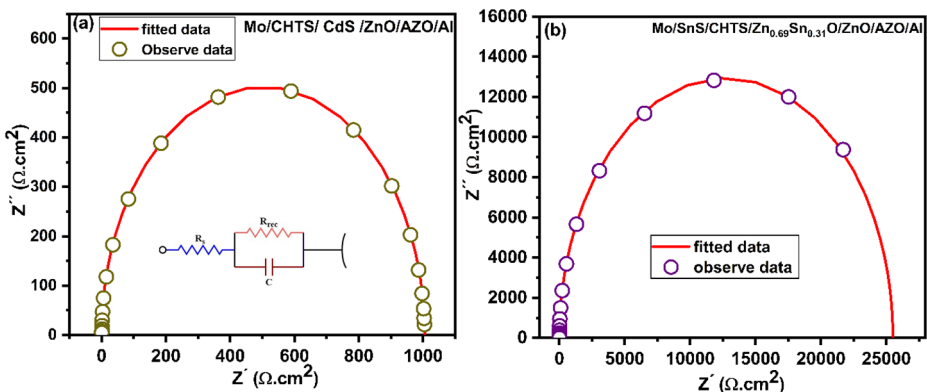 (a)
Mo/CHTS/ CdS /ZnO/AZO/Al
fitted data
Observe data
600
500
400
300
200
100
0
Z´´ (Ω.cm²)
R_rec
R_s
C
0 200 400 600 800 1000
Z´ (Ω.cm²)
(b)
Mo/SnS/CHTS/Zn₀.₆₉Sn₀.₃₁O/ZnO/AZO/Al
16000
14000
12000
10000
8000
6000
4000
2000
0
Z´´ (Ω.cm²)
fitted data
observe data
0 5000 10000 15000 20000 25000
Z´ (Ω.cm²)